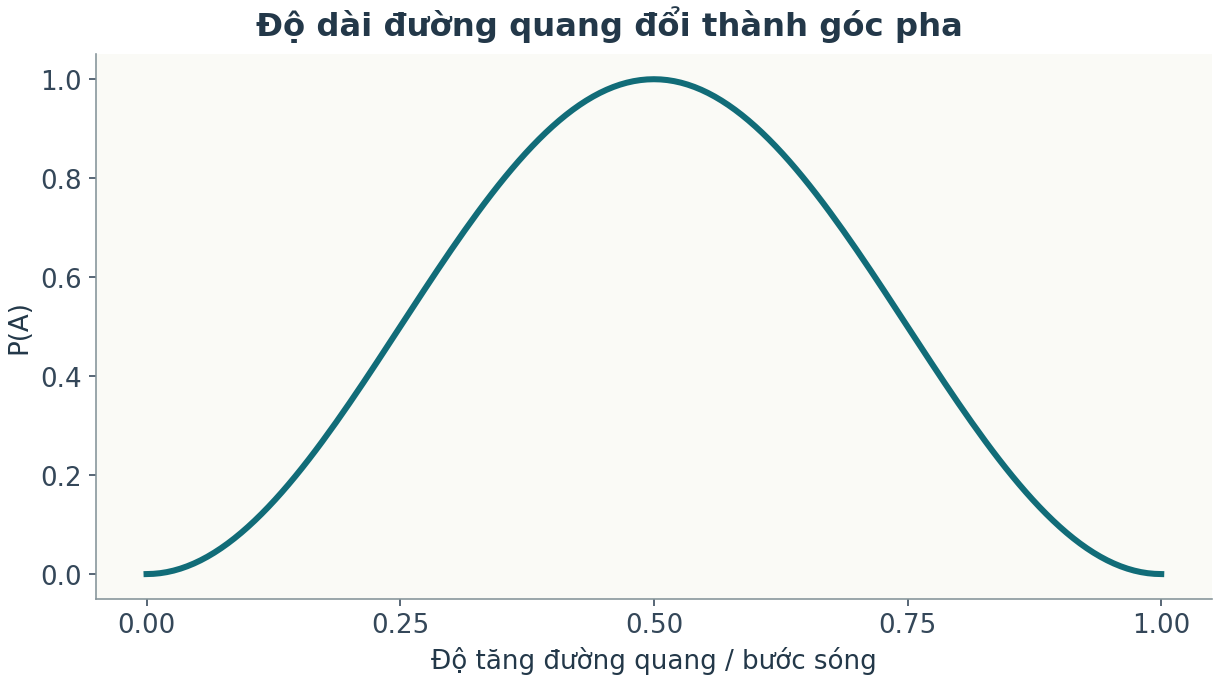 Độ dài đường quang đổi thành góc pha
P(A)
1.0
0.8
0.6
0.4
0.2
0.0
0.00 0.25 0.50 0.75 1.00
Độ tăng đường quang / bước sóng